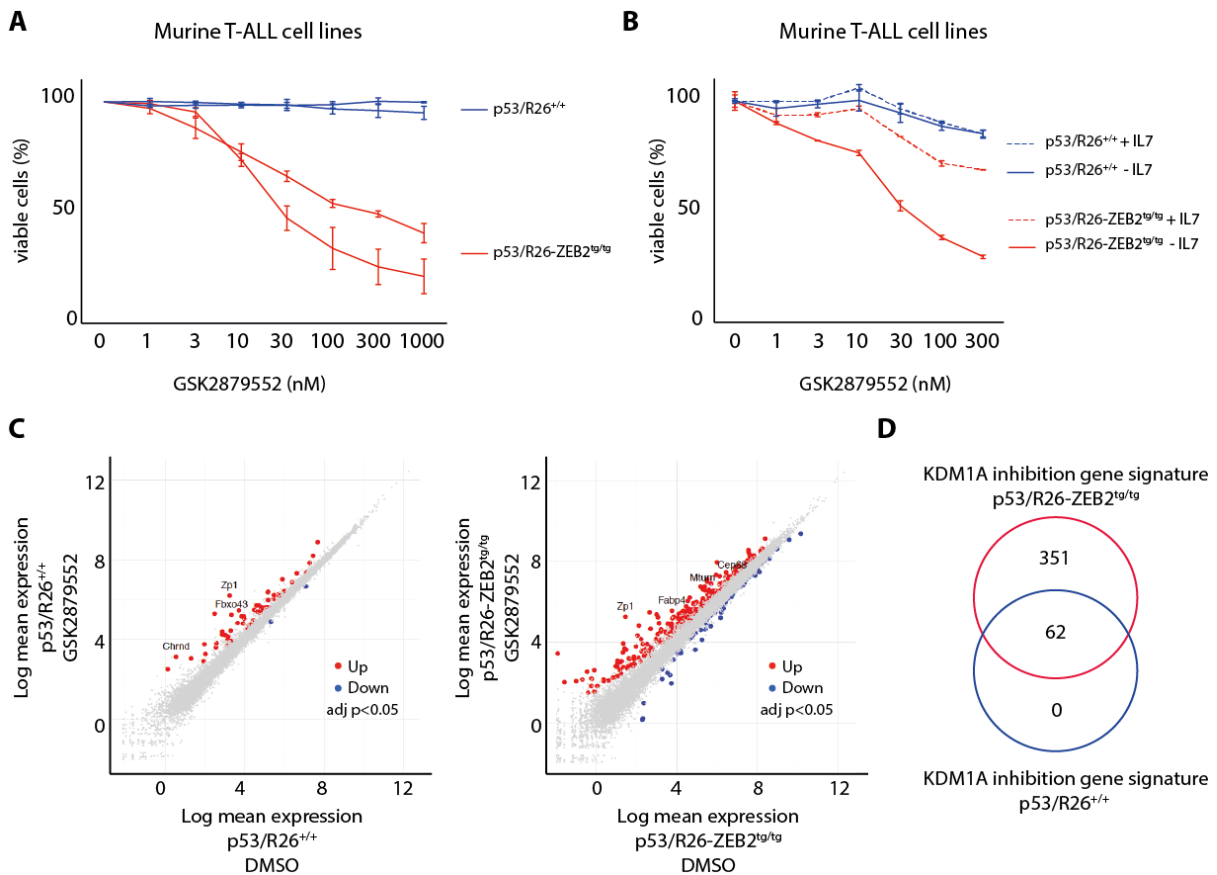 A
Murine T-ALL cell lines
viable cells (%)
100
50
0
0 1 3 10 30 100 300 1000
GSK2879552 (nM)
p53/R26+/+
p53/R26-ZEB2tg/tg
B
Murine T-ALL cell lines
viable cells (%)
100
50
0
0 1 3 10 30 100 300
GSK2879552 (nM)
p53/R26+/+ + IL7
p53/R26+/+ - IL7
p53/R26-ZEB2tg/tg + IL7
p53/R26-ZEB2tg/tg - IL7
C
Log mean expression
p53/R26+/+
GSK2879552
12
8
4
0
Zp1
Fbxo43
Chrnd
Up
Down
adj p<0.05
0 4 8 12
Log mean expression
p53/R26+/+
DMSO
Log mean expression
p53/R26-ZEB2tg/tg
GSK2879552
12
8
4
0
Cep68
Mturn
Fabp4
Zp1
Up
Down
adj p<0.05
0 4 8 12
Log mean expression
p53/R26-ZEB2tg/tg
DMSO
D
KDM1A inhibition gene signature
p53/R26-ZEB2tg/tg
351
62
0
KDM1A inhibition gene signature
p53/R26+/+